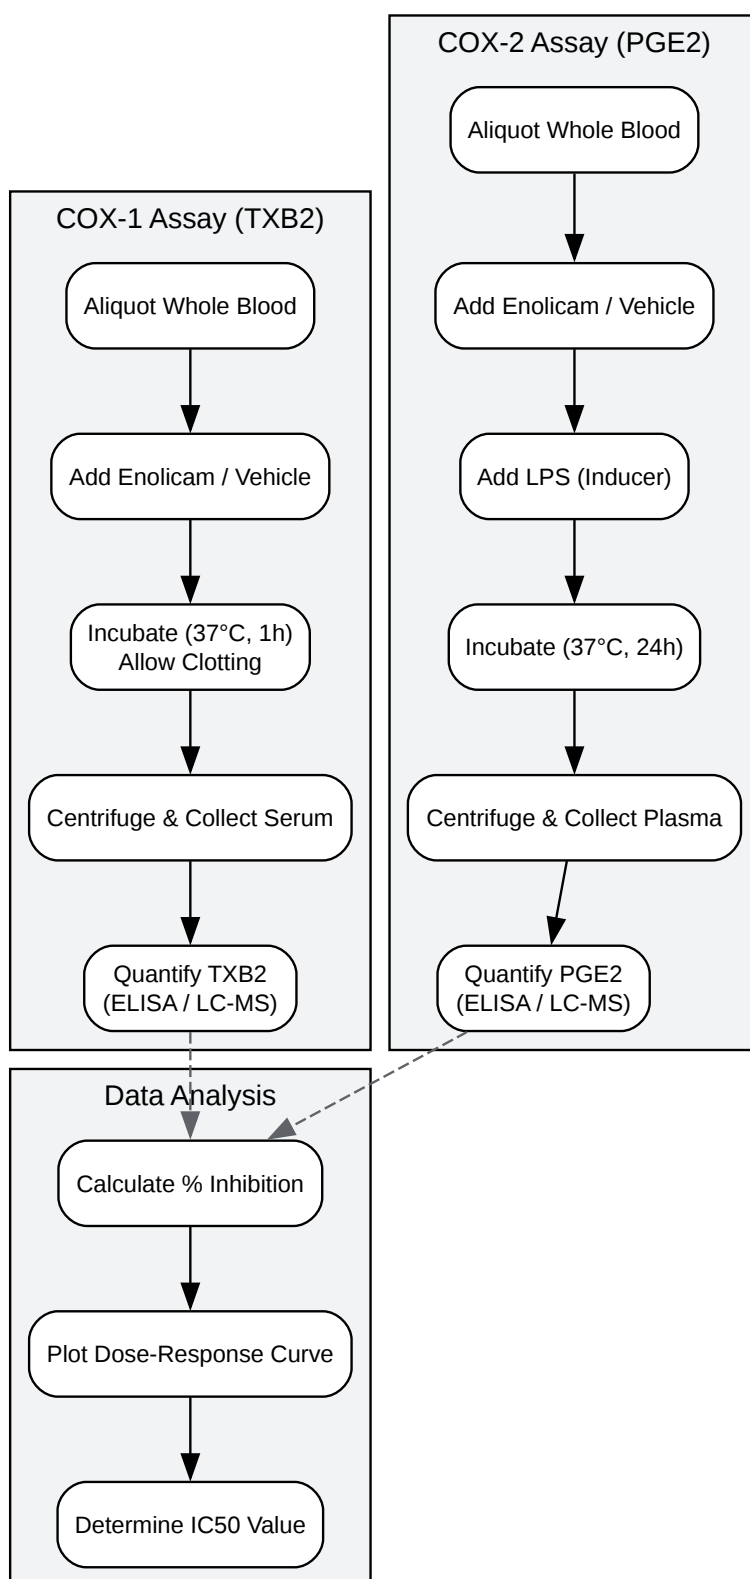 COX-2 Assay (PGE2)
Aliquot Whole Blood
Add Enolicam / Vehicle
Add LPS (Inducer)
Incubate (37°C, 24h)
Centrifuge & Collect Plasma
Quantify PGE2
(ELISA / LC-MS)
COX-1 Assay (TXB2)
Aliquot Whole Blood
Add Enolicam / Vehicle
Incubate (37°C, 1h)
Allow Clotting
Centrifuge & Collect Serum
Quantify TXB2
(ELISA / LC-MS)
Data Analysis
Calculate % Inhibition
Plot Dose-Response Curve
Determine IC50 Value